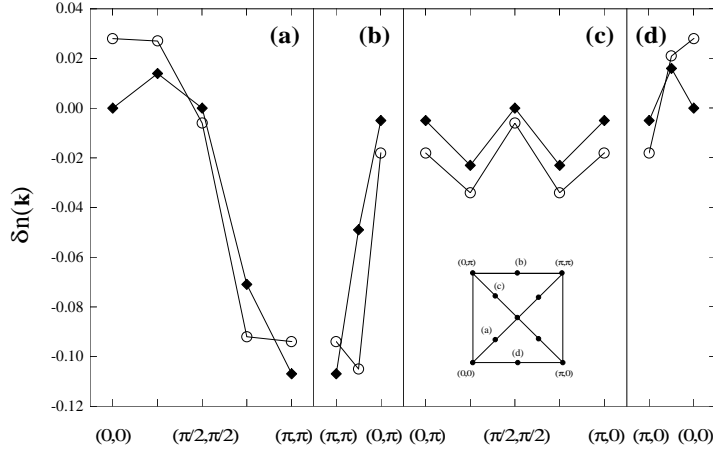 0.04
(a)
(b)
(c)
(d)
0.02
0.00
-0.02
-0.04
-0.06
-0.08
-0.10
-0.12
δn(k)
(0,π)
(b)
(π,π)
(c)
(a)
(d)
(0,0)
(π,0)
(0,0)
(π/2,π/2)
(π,π)
(π,π)
(0,π)
(0,π)
(π/2,π/2)
(π,0)
(π,0)
(0,0)